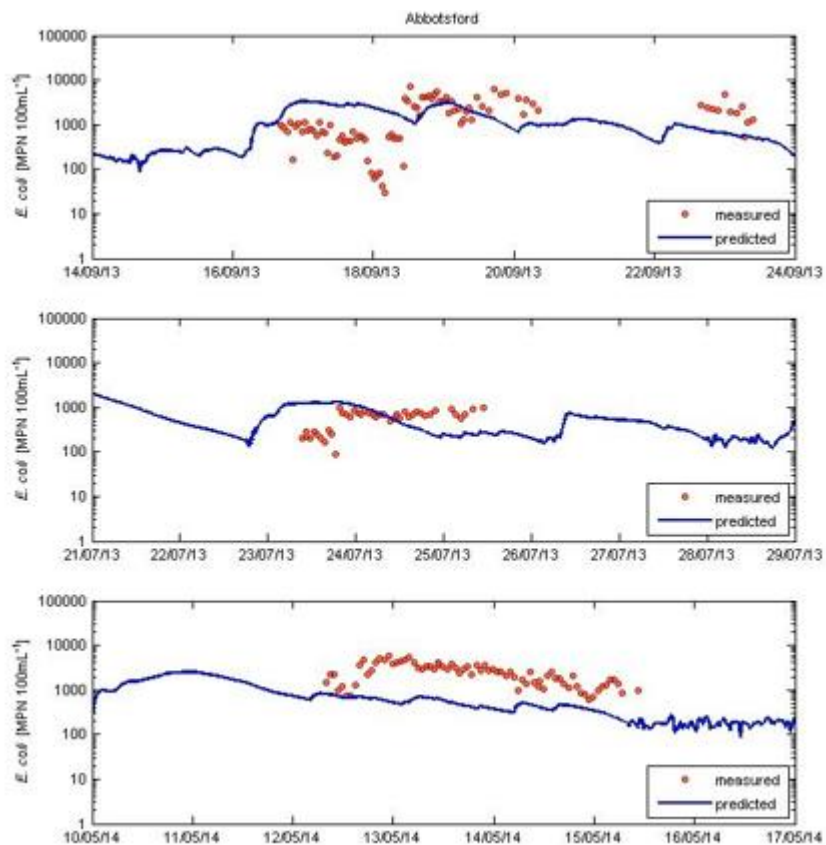 Abbotsford
100000
10000
1000
100
10
1
E. coli [MPN 100mL⁻¹]
measured
predicted
14/09/13 16/09/13 18/09/13 20/09/13 22/09/13 24/09/13
100000
10000
1000
100
10
1
E. coli [MPN 100mL⁻¹]
measured
predicted
21/07/13 22/07/13 23/07/13 24/07/13 25/07/13 26/07/13 27/07/13 28/07/13 29/07/13
100000
10000
1000
100
10
1
E. coli [MPN 100mL⁻¹]
measured
predicted
10/05/14 11/05/14 12/05/14 13/05/14 14/05/14 15/05/14 16/05/14 17/05/14